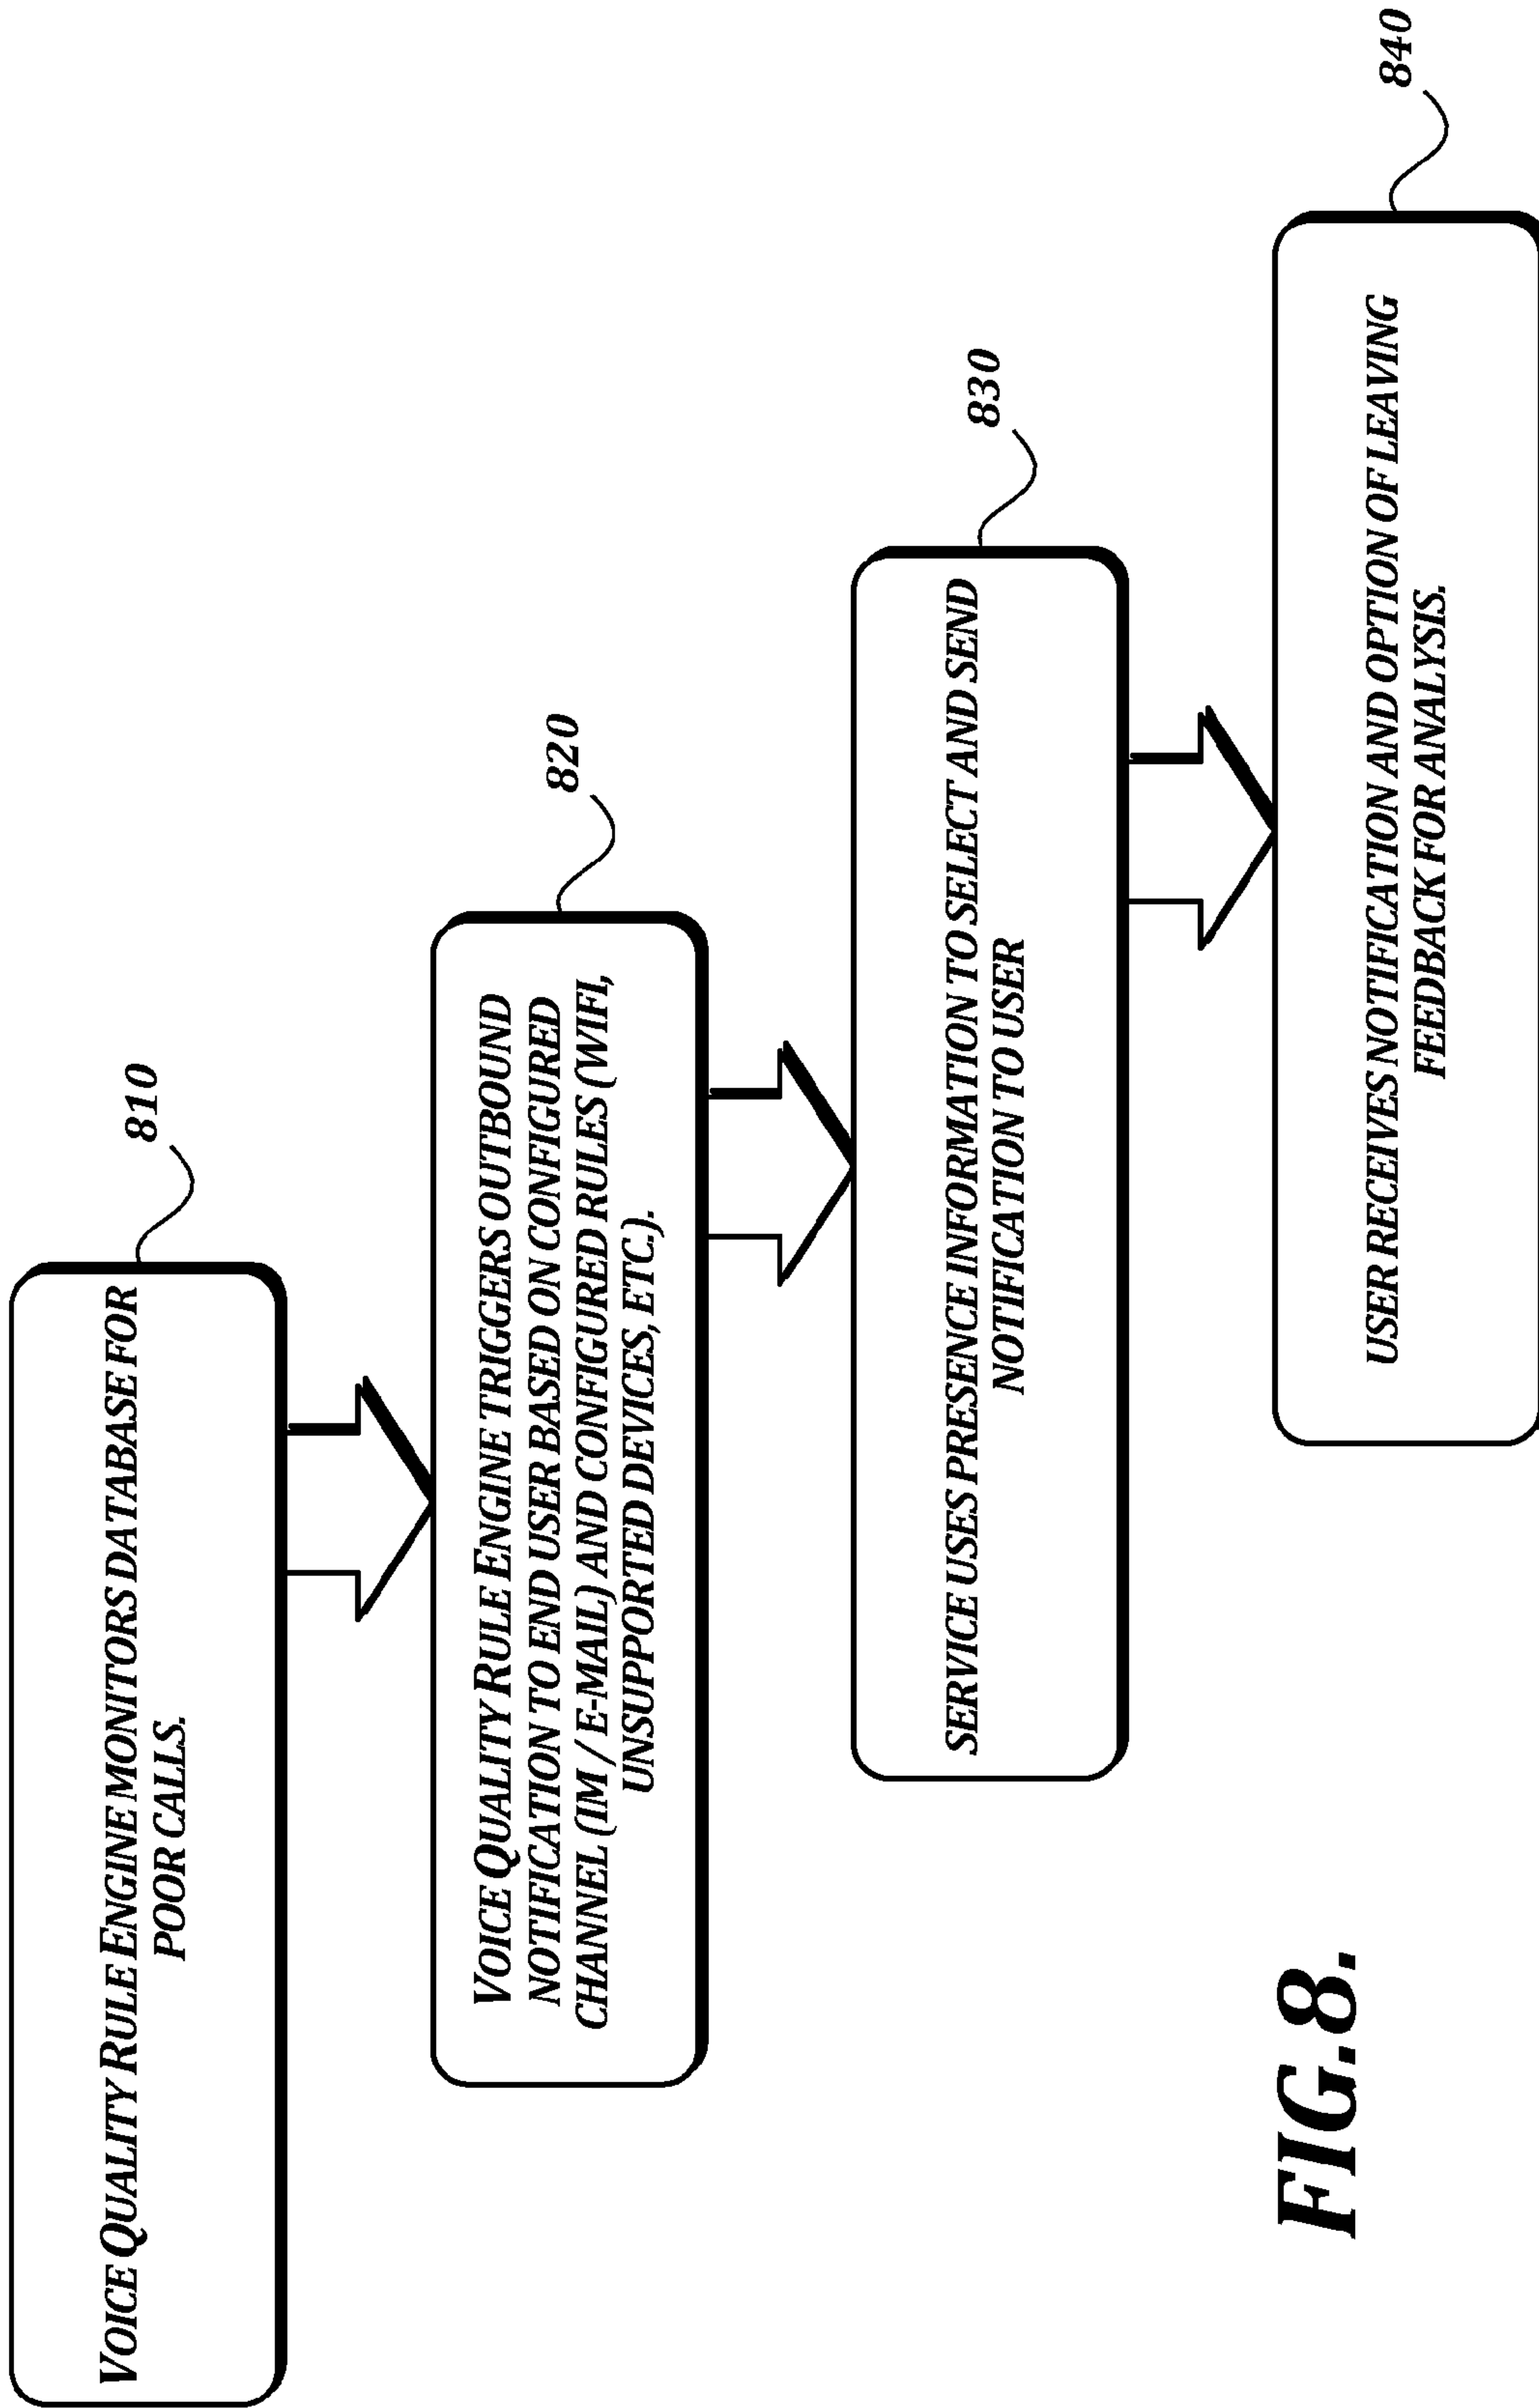 VOICE QUALITY RULE ENGINE MONITORS DATABASE FOR
POOR CALLS.
810
VOICE QUALITY RULE ENGINE TRIGGERS OUTBOUND
NOTIFICATION TO END USER BASED ON CONFIGURED
CHANNEL (IM / E-MAIL) AND CONFIGURED RULES (WIFI,
UNSUPPORTED DEVICES, ETC.).
820
SERVICE USES PRESENCE INFORMATION TO SELECT AND SEND
NOTIFICATION TO USER
830
USER RECEIVES NOTIFICATION AND OPTION OF LEAVING
FEEDBACK FOR ANALYSIS.
840
FIG.8.